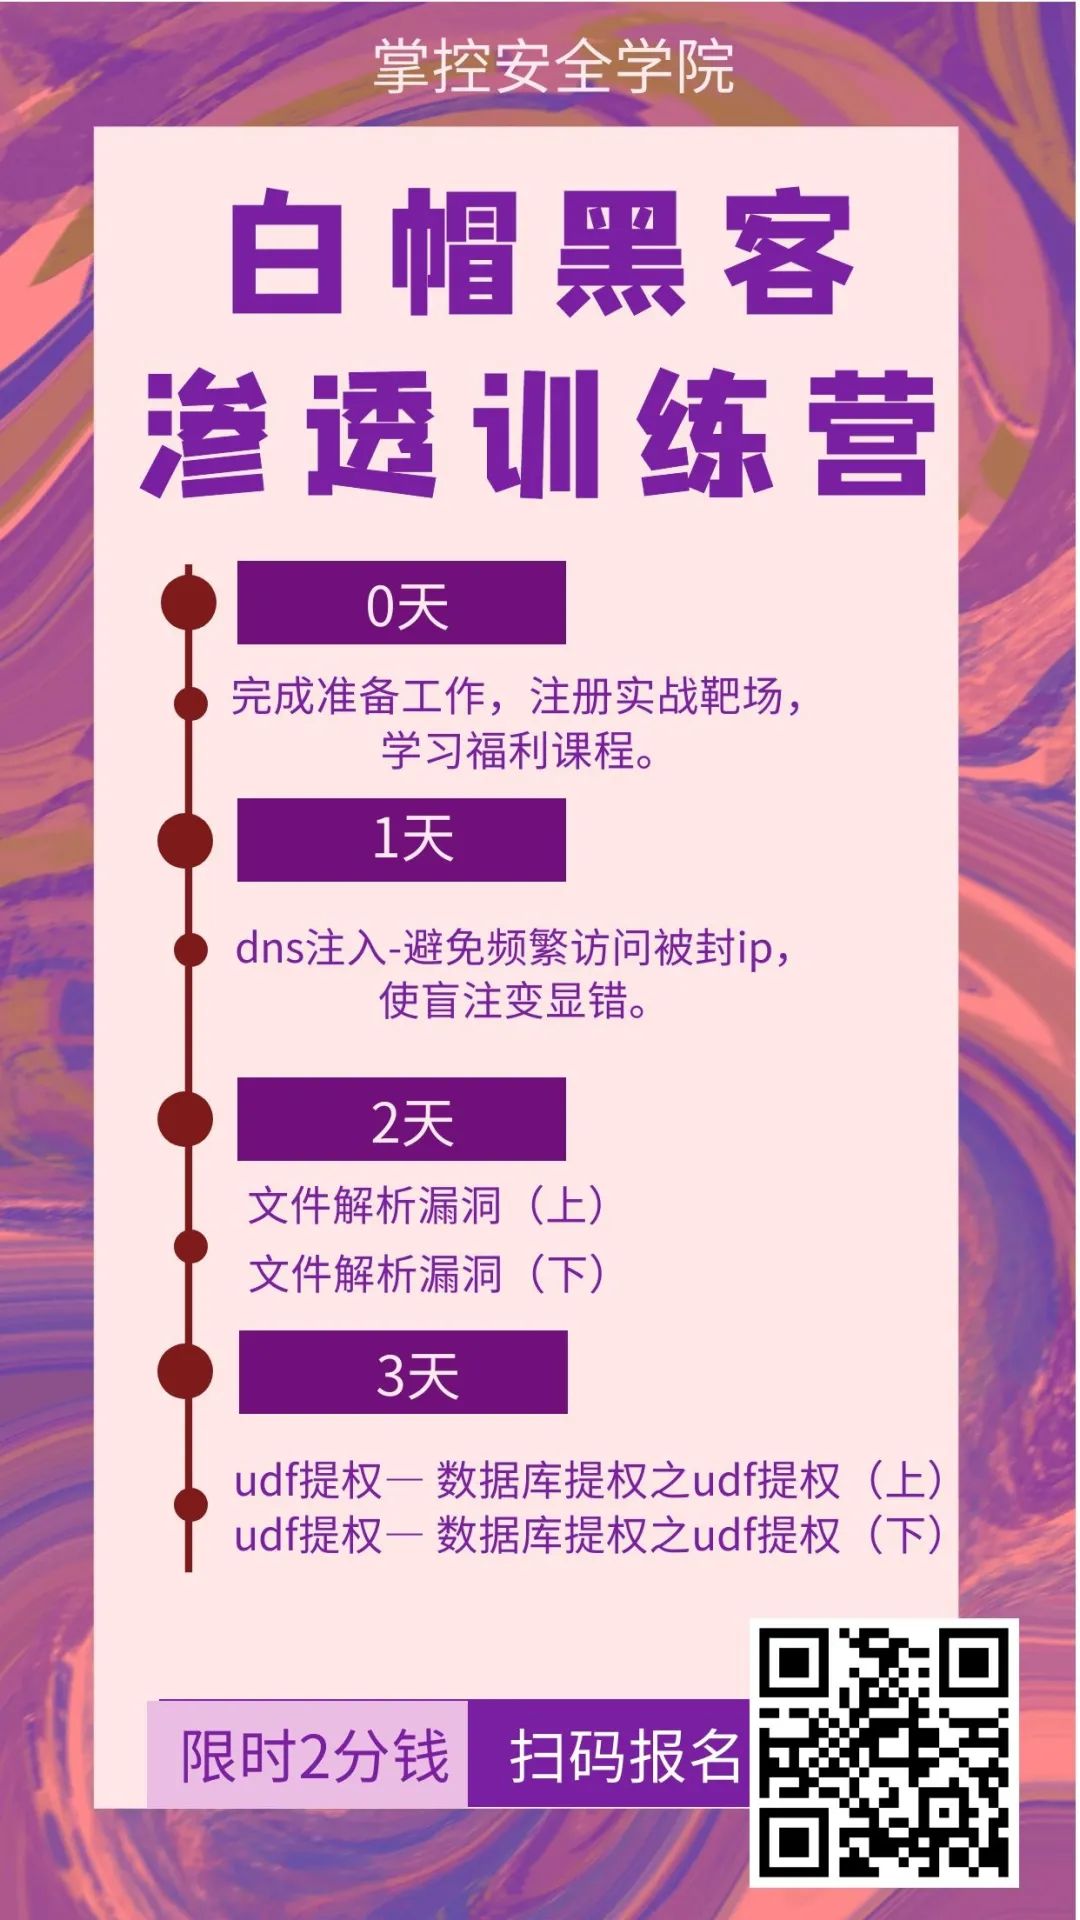 掌控安全学院
白帽黑客
渗透训练营
0天
完成准备工作，注册实战靶场，
学习福利课程。
1天
dns注入-避免频繁访问被封ip，
使盲注变显错。
2天
文件解析漏洞（上）
文件解析漏洞（下）
3天
udf提权— 数据库提权之udf提权（上）
udf提权— 数据库提权之udf提权（下）
限时2分钱
扫码报名